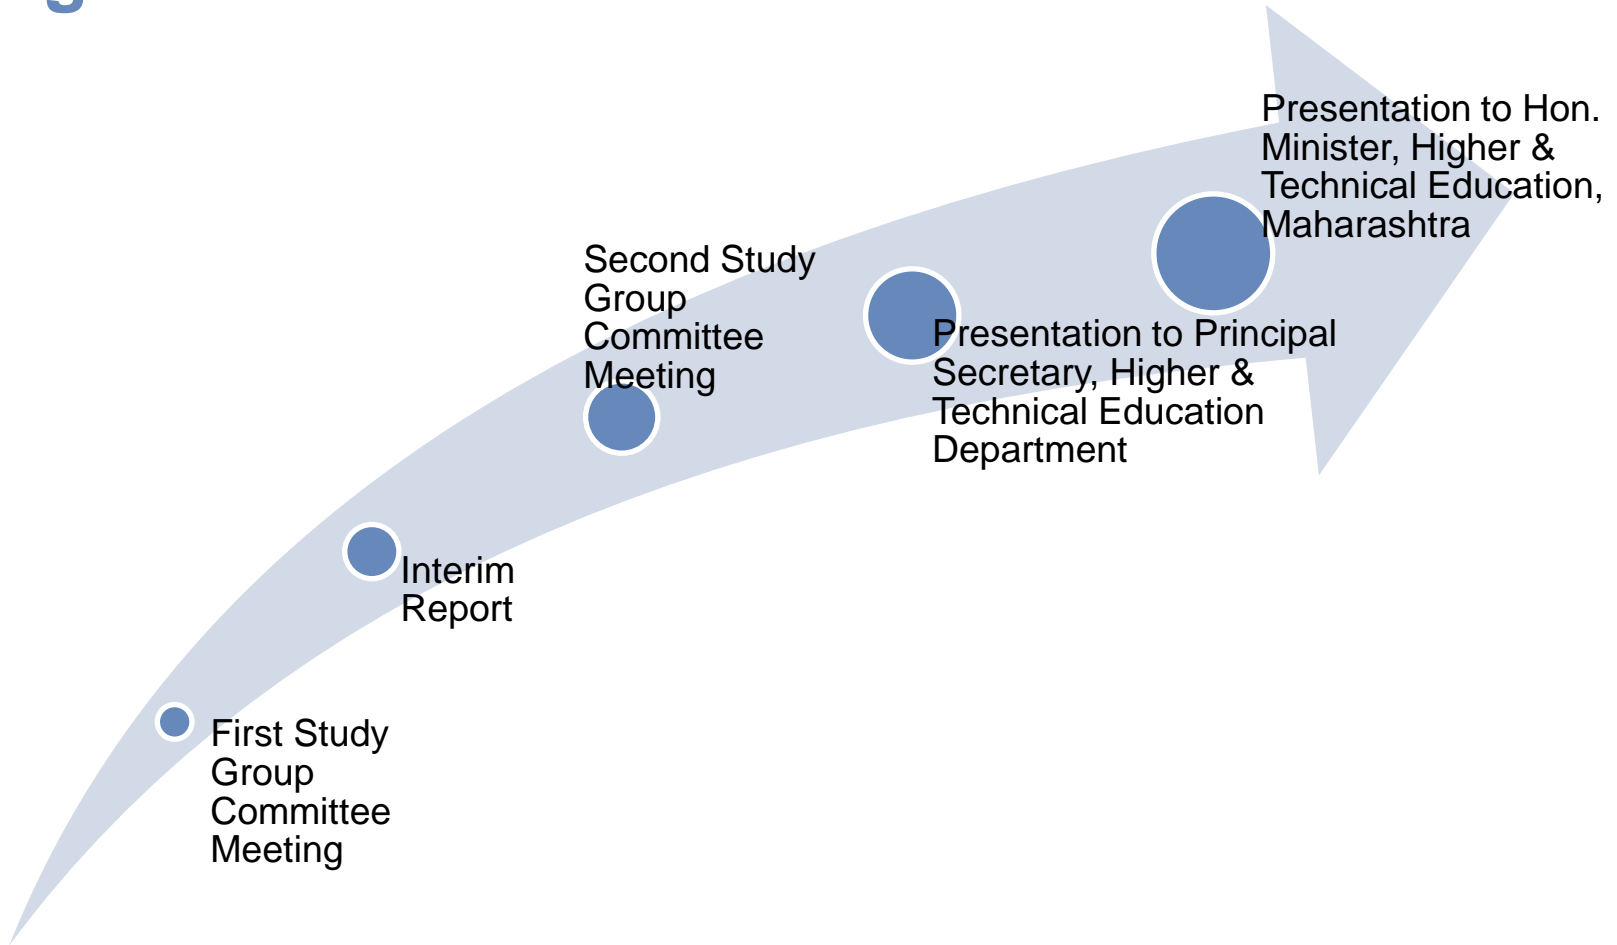 Presentation to Hon.
Minister, Higher &
Technical Education,
Maharashtra
Second Study
Group
Committee
Meeting
Presentation to Principal
Secretary, Higher &
Technical Education
Department
Interim
Report
First Study
Group
Committee
Meeting